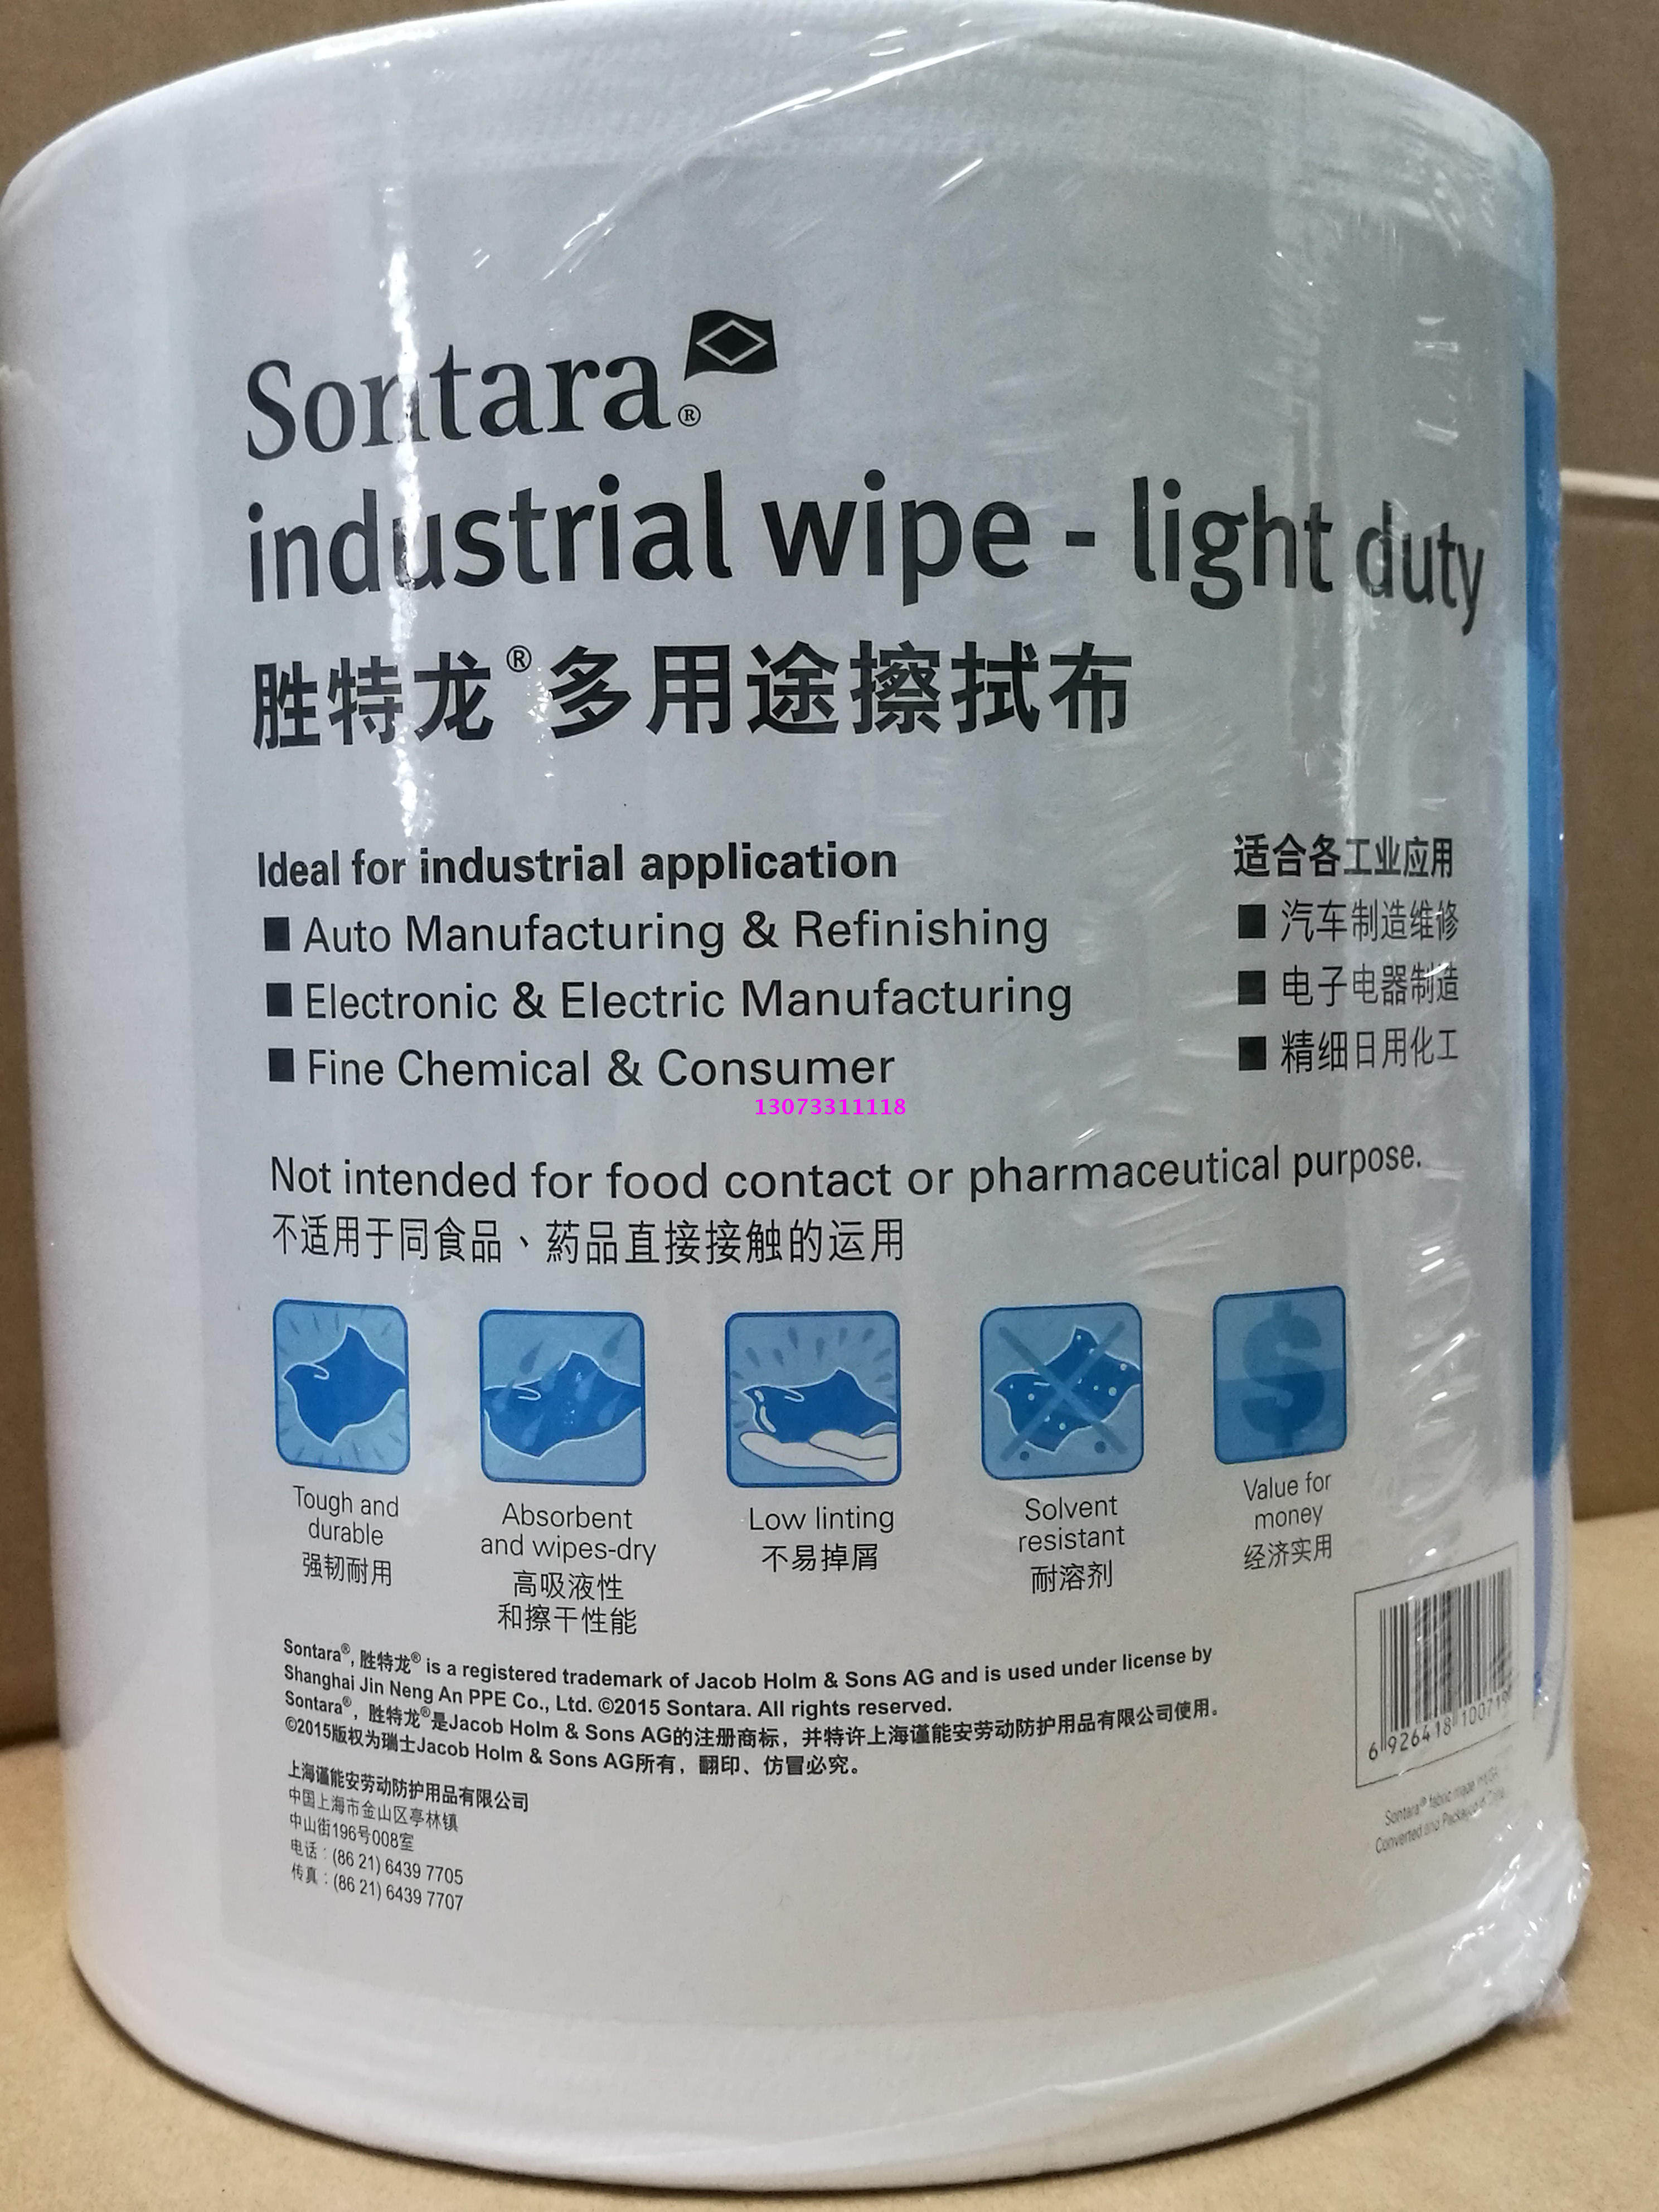 Sontara®
industrial wipe - light duty
胜特龙®多用途擦拭布
Ideal for industrial application
■ Auto Manufacturing & Refinishing
■ Electronic & Electric Manufacturing
■ Fine Chemical & Consumer
适合各工业应用
■ 汽车制造维修
■ 电子电器制造
■ 精细日用化工
13073311118
Not intended for food contact or pharmaceutical purpose.
不适用于同食品、药品直接接触的运用
Tough and
durable
强韧耐用
Absorbent
and wipes-dry
高吸液性
和擦干性能
Low linting
不易掉屑
Solvent
resistant
耐溶剂
Value for
money
经济实用
Sontara®, 胜特龙® is a registered trademark of Jacob Holm & Sons AG and is used under license by
Shanghai Jin Neng An PPE Co., Ltd. ©2015 Sontara. All rights reserved.
Sontara®, 胜特龙®是Jacob Holm & Sons AG的注册商标，并特许上海谨能安劳动防护用品有限公司使用。
©2015版权为瑞士Jacob Holm & Sons AG所有，翻印、仿冒必究。
上海谨能安劳动防护用品有限公司
中国上海市金山区亭林镇
中山街196号008室
电话：(86 21) 6439 7705
传真：(86 21) 6439 7707
6 926418 10071
Sontara® fabric made
Converted and Packaged